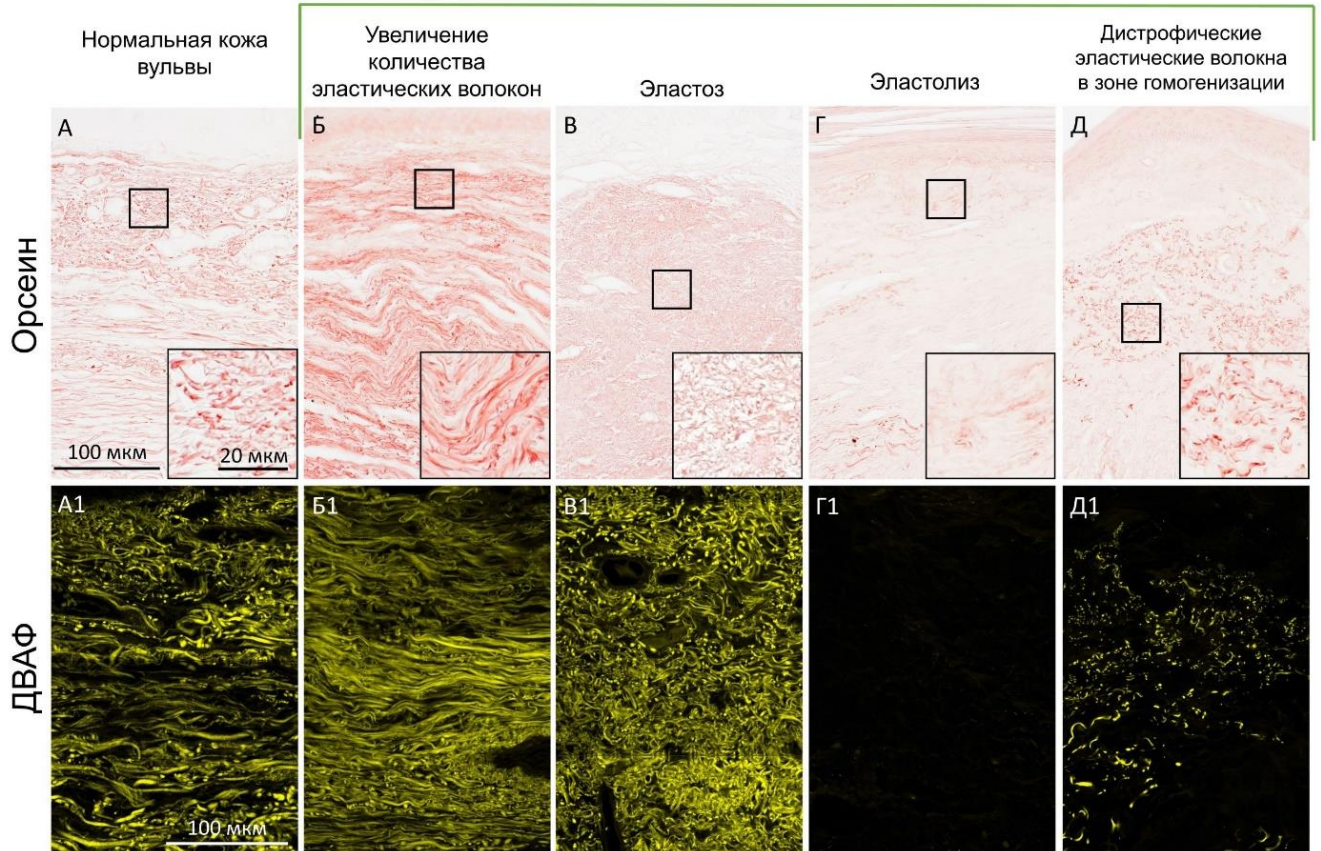 Нормальная кожа
вульвы
Увеличение
количества
эластических волокон
Эластоз
Эластолиз
Дистрофические
эластические волокна
в зоне гомогенизации
Орсеин
А
Б
В
Г
Д
100 мкм
20 мкм
ДВАФ
А1
Б1
В1
Г1
Д1
100 мкм